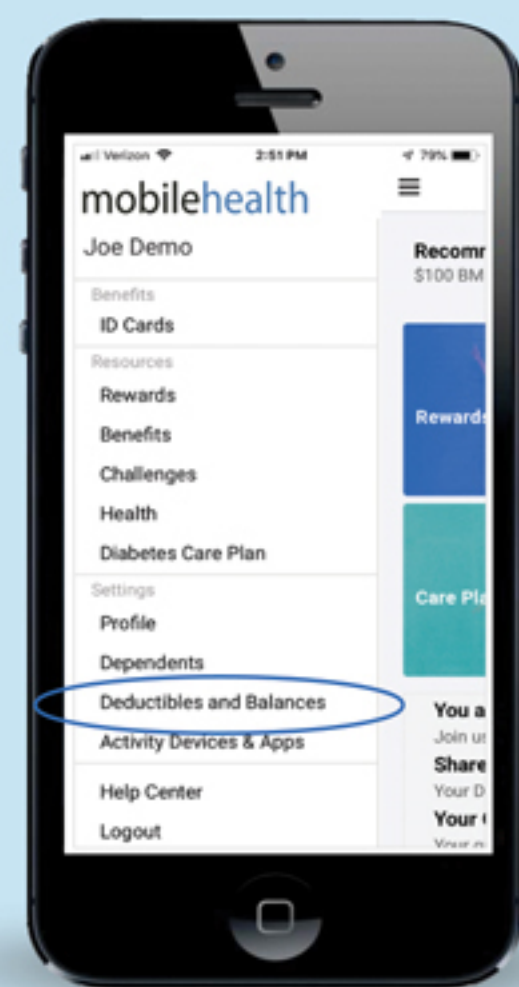 Verizon 2:51 PM 79%
mobilehealth
Joe Demo
Benefits
ID Cards
Resources
Rewards
Benefits
Challenges
Health
Diabetes Care Plan
Settings
Profile
Dependents
Deductibles and Balances
Activity Devices & Apps
Help Center
Logout
Recomm
$100 BM
Rewards
Care Pla
You a
Join us
Share
Your D
Your